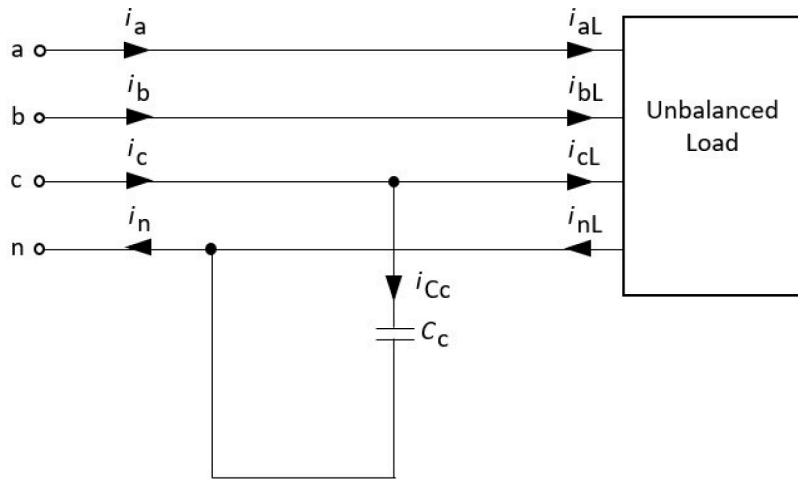 a i_a i_aL
b i_b i_bL
c i_c i_cL
n i_n i_nL
Unbalanced
Load
i_Cc
C_c